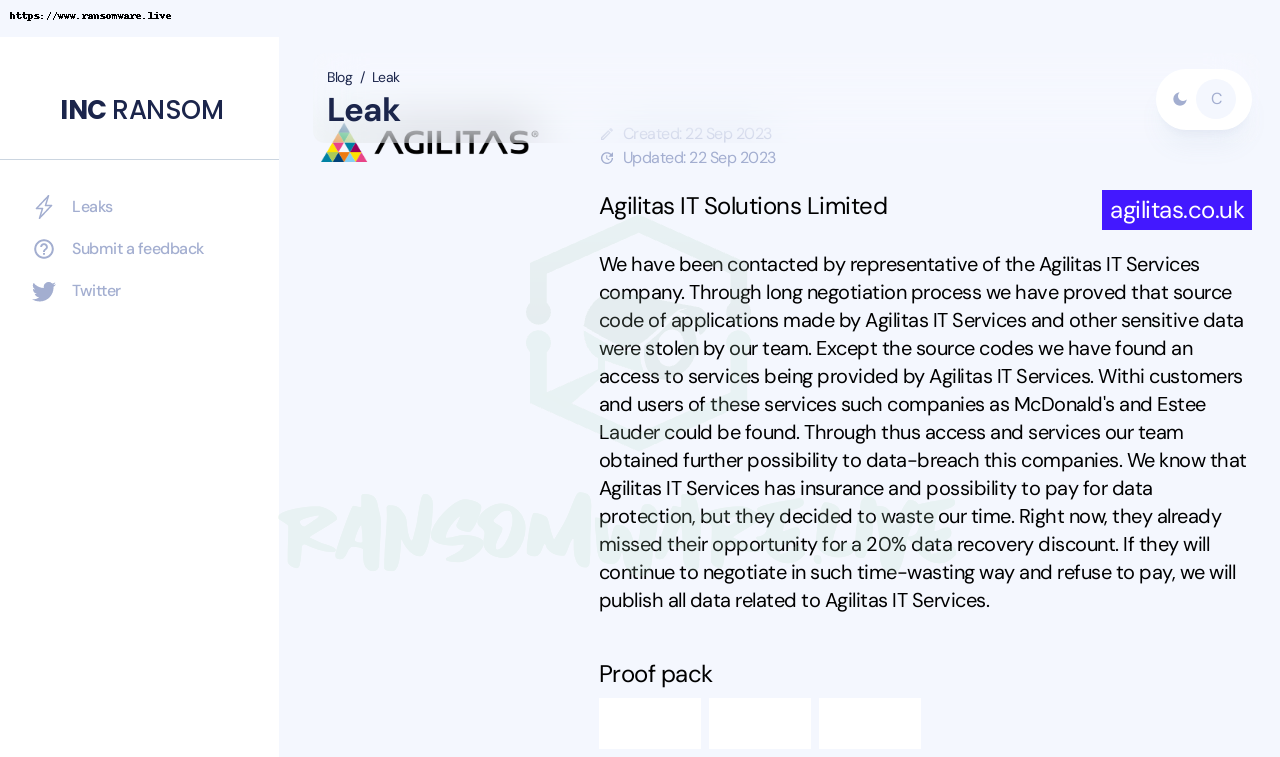 https://www.ransomware.live
INC RANSOM
Leaks
Submit a feedback
Twitter
Blog / Leak
Leak
C
AGILITAS®
Created: 22 Sep 2023
Updated: 22 Sep 2023
Agilitas IT Solutions Limited
agilitas.co.uk
We have been contacted by representative of the Agilitas IT Services
company. Through long negotiation process we have proved that source
code of applications made by Agilitas IT Services and other sensitive data
were stolen by our team. Except the source codes we have found an
access to services being provided by Agilitas IT Services. Withi customers
and users of these services such companies as McDonald's and Estee
Lauder could be found. Through thus access and services our team
obtained further possibility to data-breach this companies. We know that
Agilitas IT Services has insurance and possibility to pay for data
protection, but they decided to waste our time. Right now, they already
missed their opportunity for a 20% data recovery discount. If they will
continue to negotiate in such time-wasting way and refuse to pay, we will
publish all data related to Agilitas IT Services.
RANSOMWARE.LIVE
Proof pack